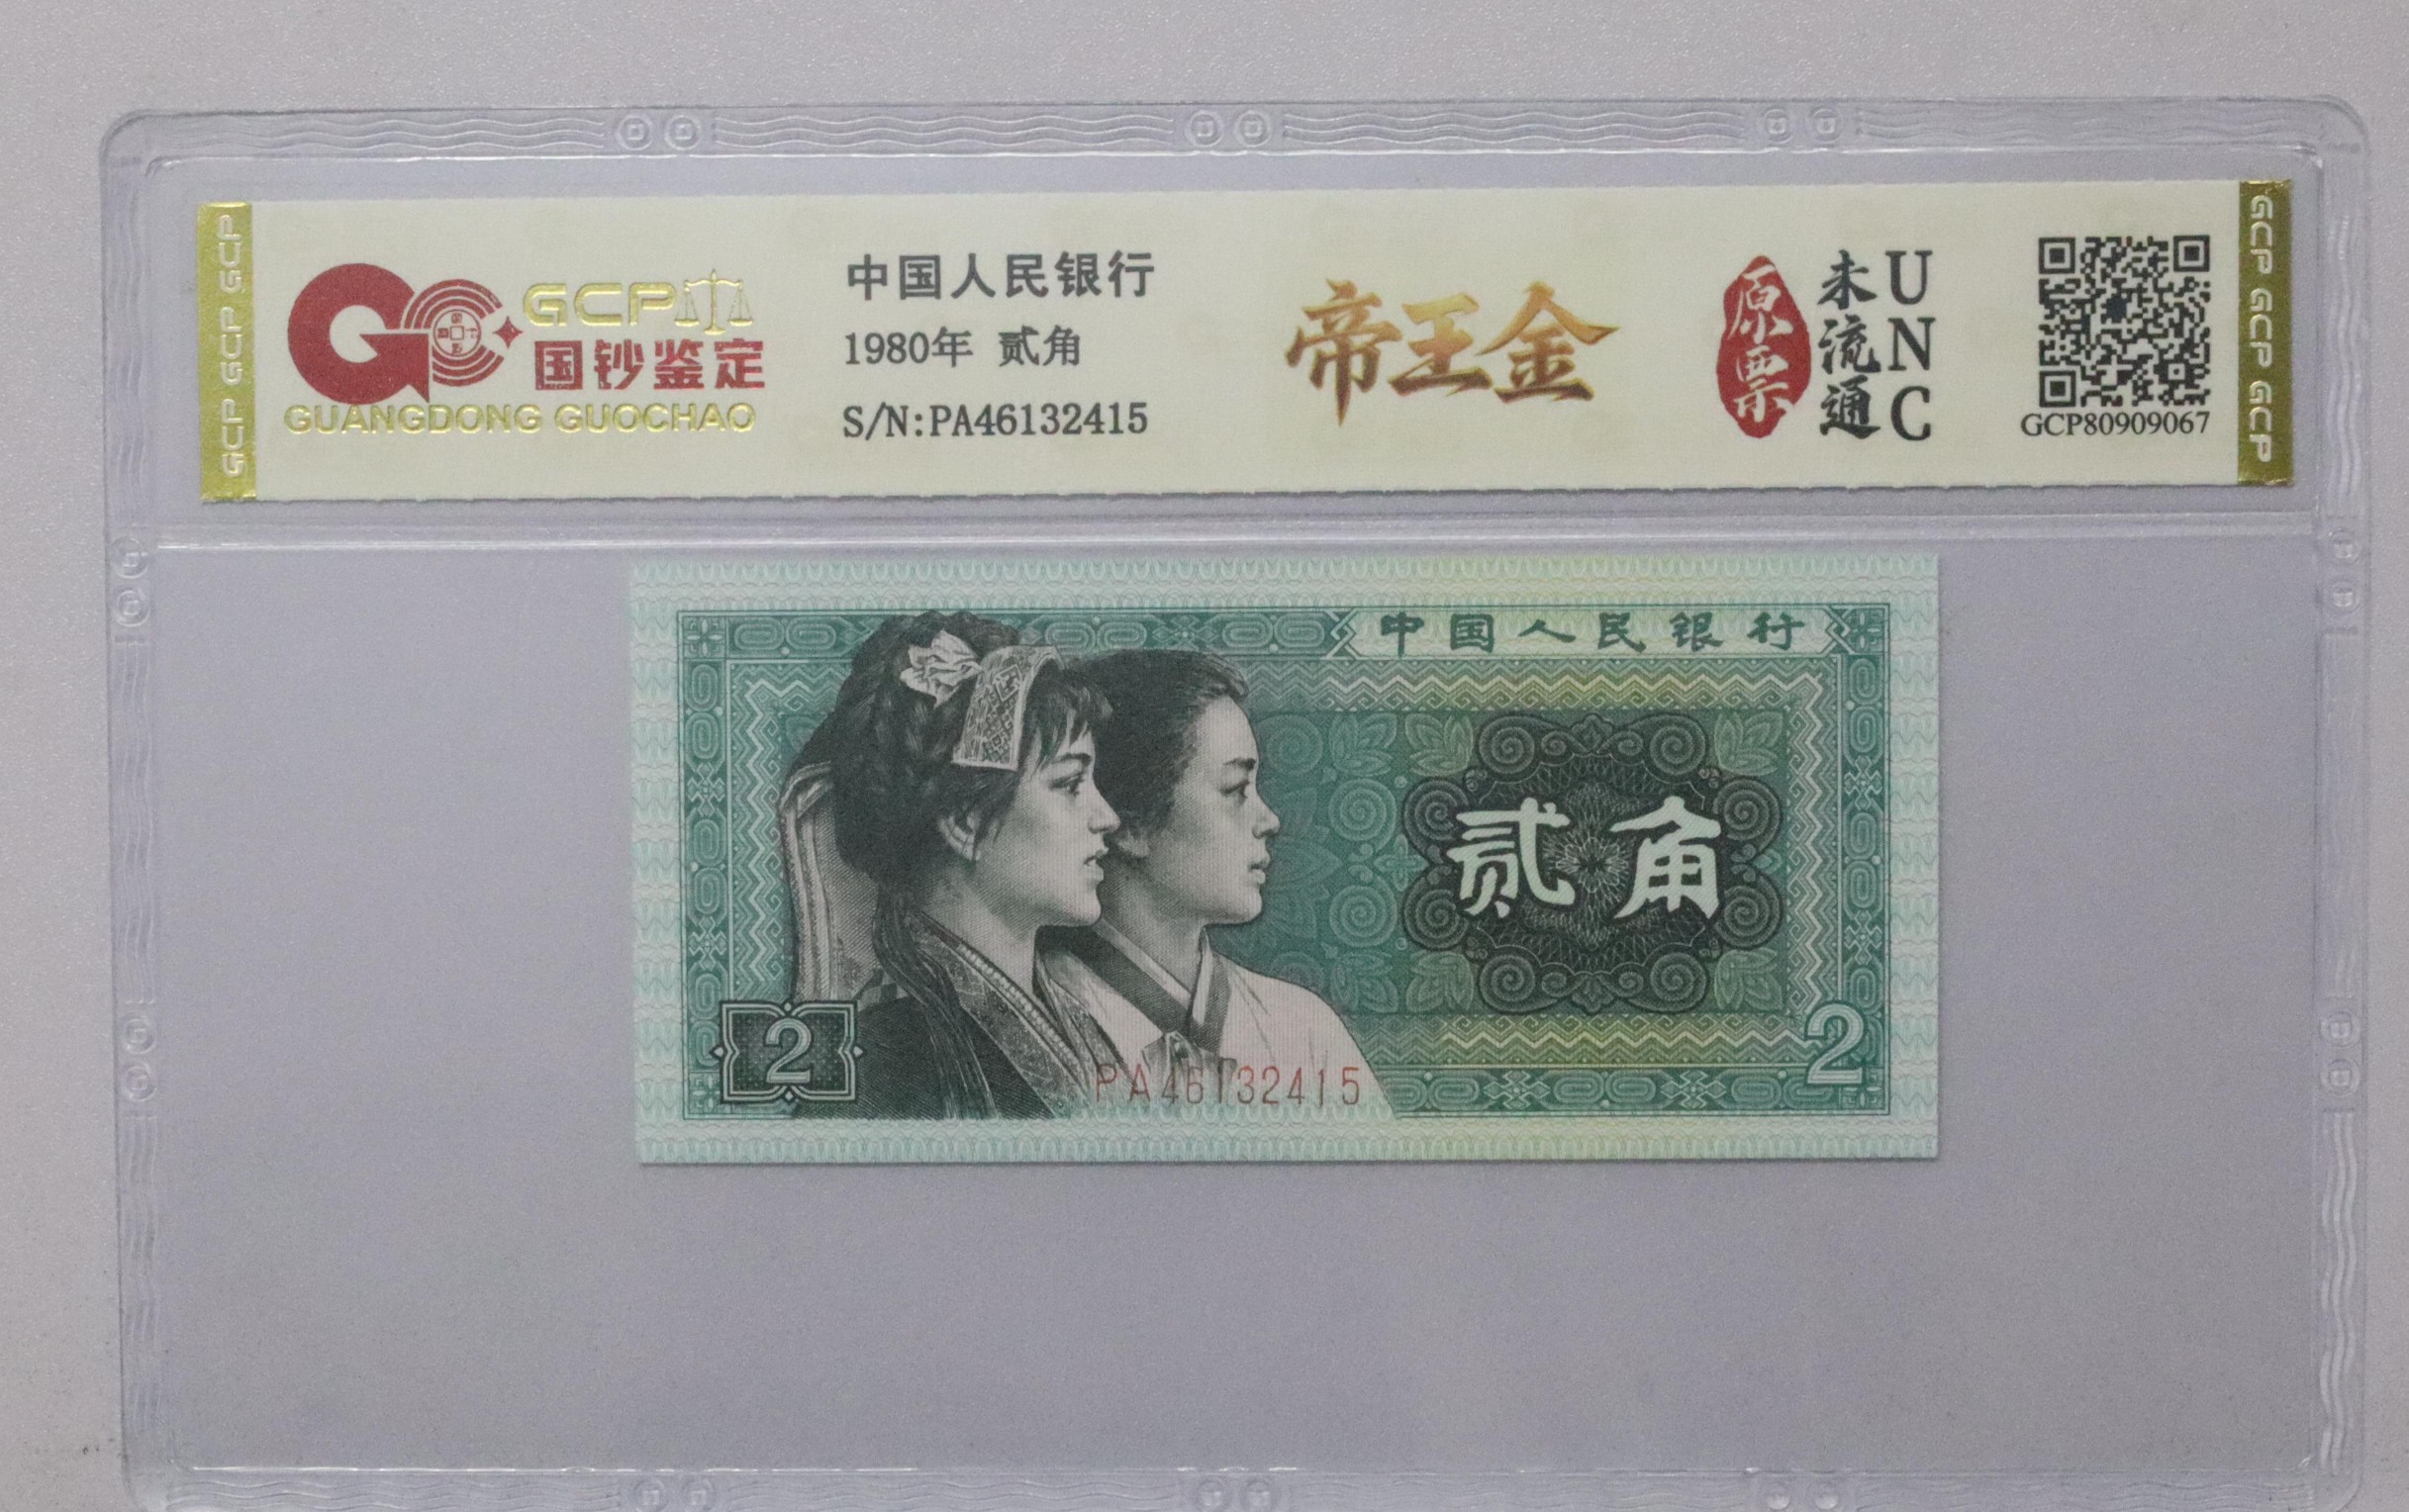 GCP GCP GCP
GCP
国钞鉴定
GUANGDONG GUOCHAO
中国人民银行
1980年 贰角
S/N:PA46132415
帝王金
原票
未流通
UNC
GCP80909067
GCP GCP GCP
中国人民银行
贰角
2
2
PA46132415